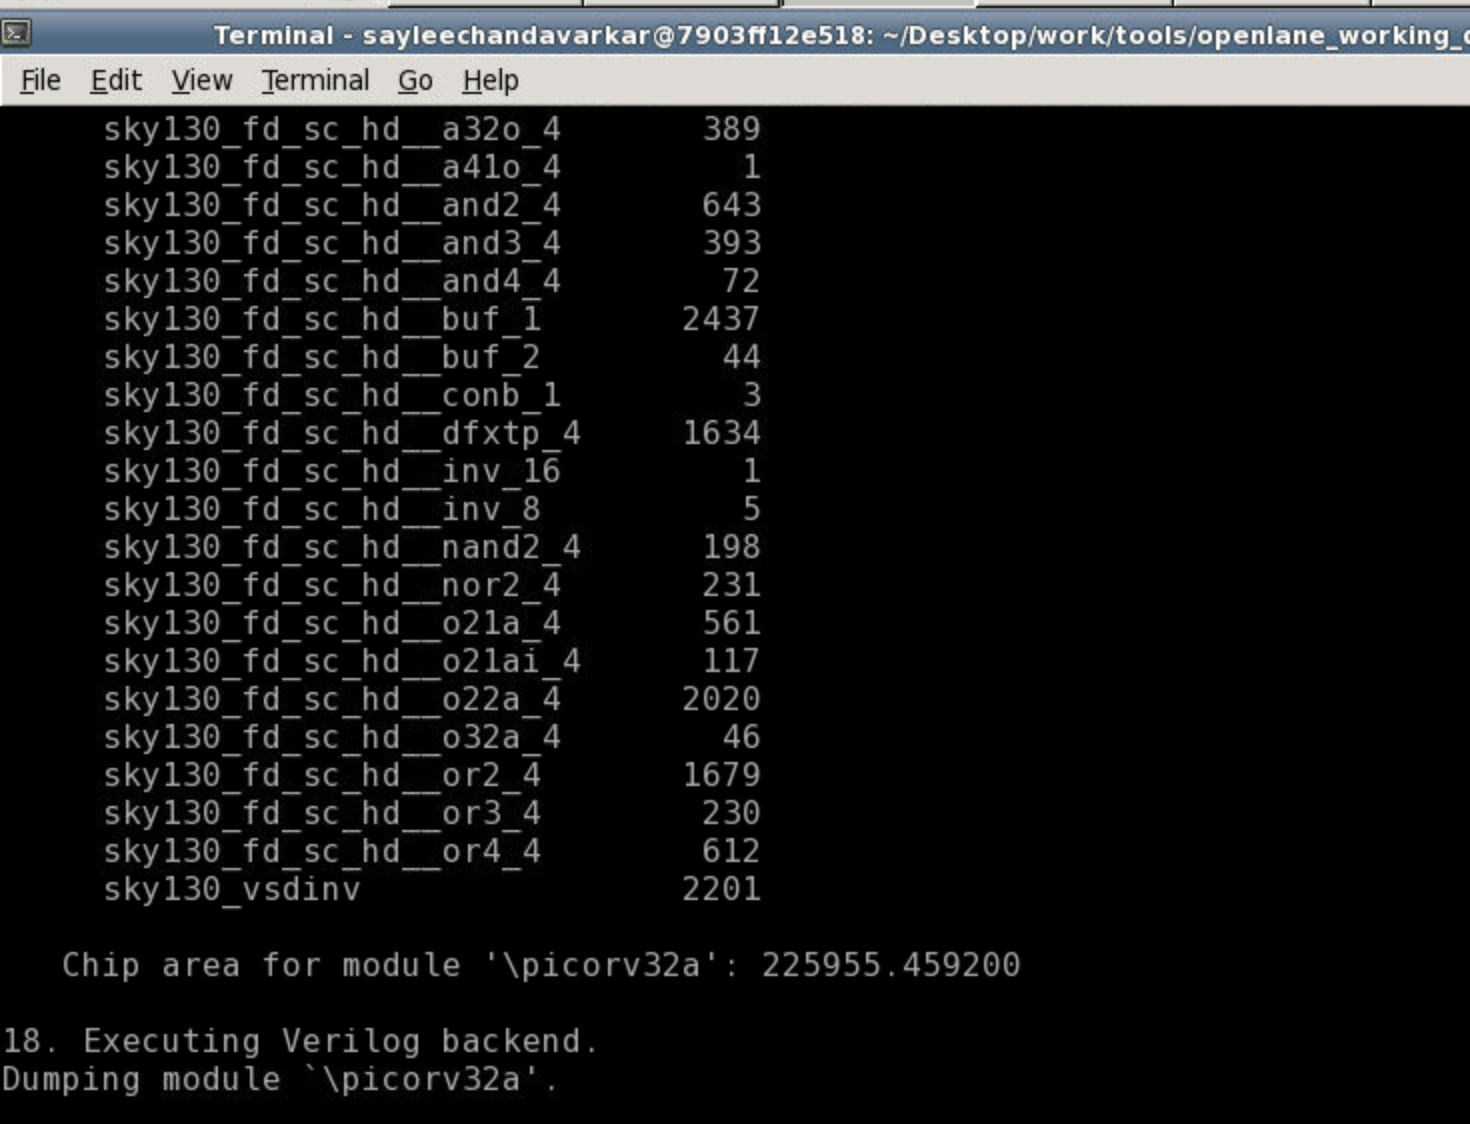 Terminal - sayleechandavarkar@7903ff12e518: ~/Desktop/work/tools/openlane_working_
File Edit View Terminal Go Help
sky130_fd_sc_hd__a32o_4 389
sky130_fd_sc_hd__a41o_4 1
sky130_fd_sc_hd__and2_4 643
sky130_fd_sc_hd__and3_4 393
sky130_fd_sc_hd__and4_4 72
sky130_fd_sc_hd__buf_1 2437
sky130_fd_sc_hd__buf_2 44
sky130_fd_sc_hd__conb_1 3
sky130_fd_sc_hd__dfxtp_4 1634
sky130_fd_sc_hd__inv_16 1
sky130_fd_sc_hd__inv_8 5
sky130_fd_sc_hd__nand2_4 198
sky130_fd_sc_hd__nor2_4 231
sky130_fd_sc_hd__o21a_4 561
sky130_fd_sc_hd__o21ai_4 117
sky130_fd_sc_hd__o22a_4 2020
sky130_fd_sc_hd__o32a_4 46
sky130_fd_sc_hd__or2_4 1679
sky130_fd_sc_hd__or3_4 230
sky130_fd_sc_hd__or4_4 612
sky130_vsdinv 2201
Chip area for module '\picorv32a': 225955.459200
18. Executing Verilog backend.
Dumping module `\picorv32a'.